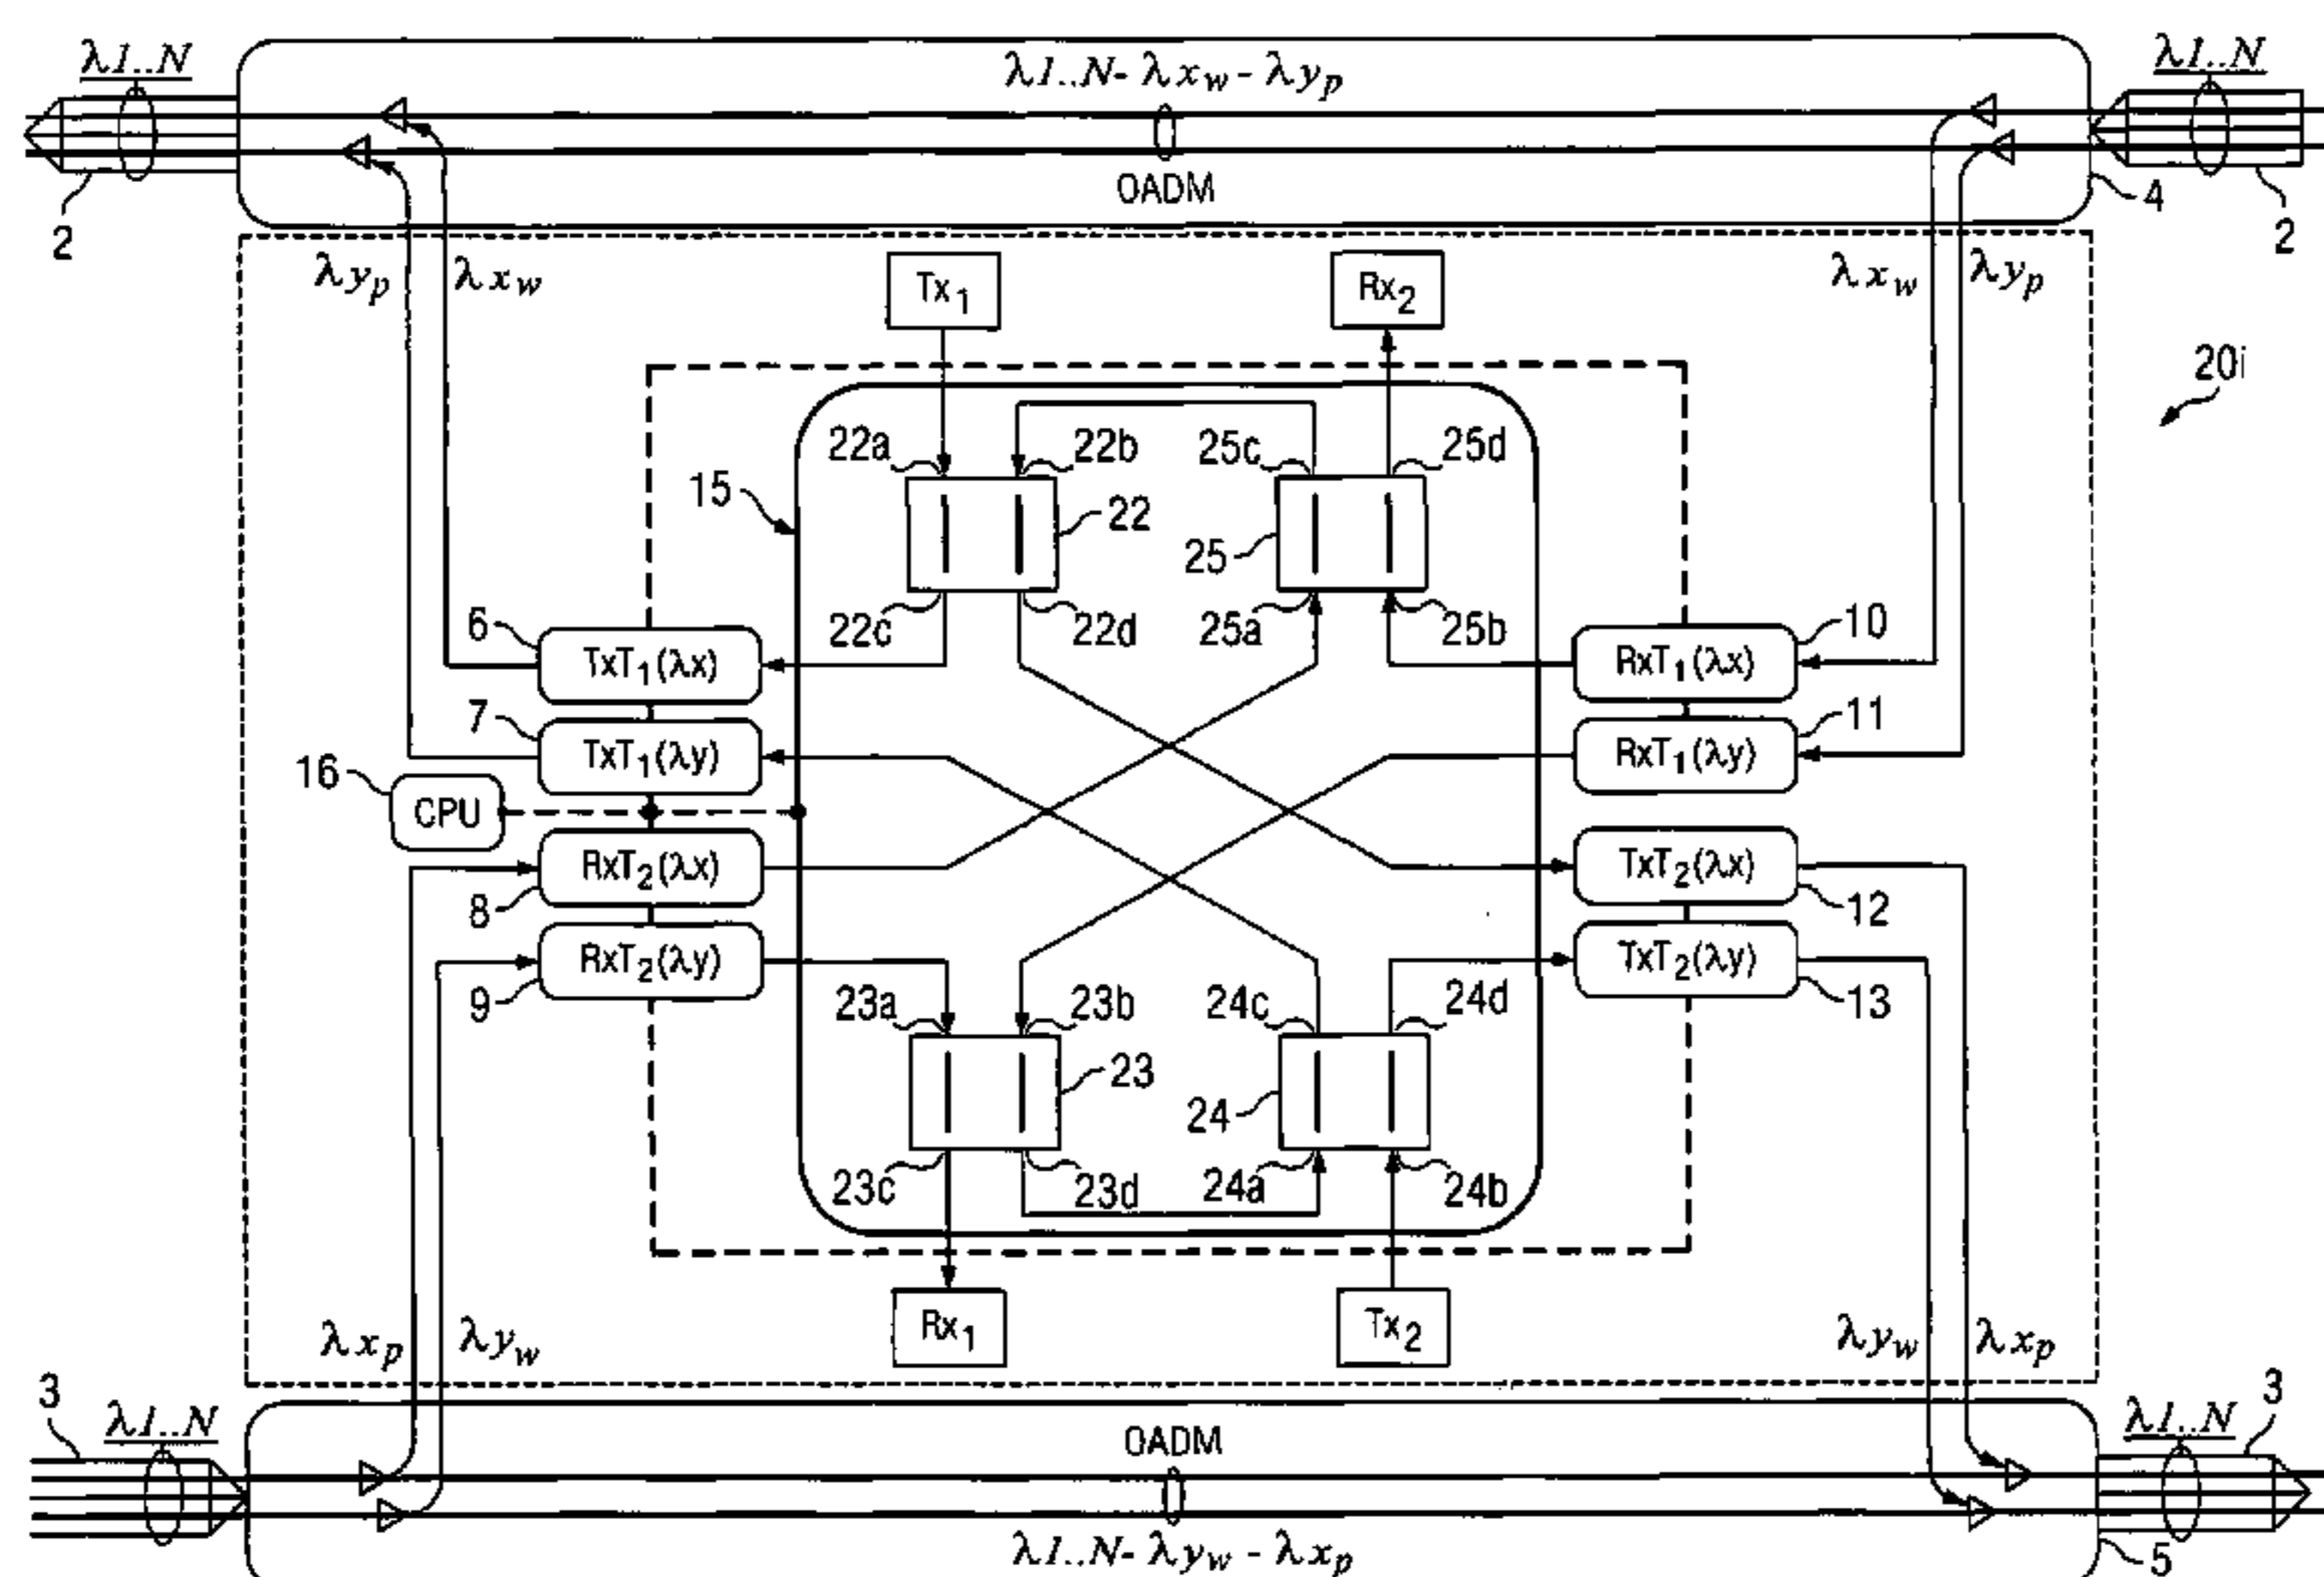 λ1..N
λ1..N-λxw-λyp
λ1..N
OADM
2
4
2
λyp
λxw
Tx1
Rx2
λxw
λyp
20i
22a
22b
25c
25d
15
22
25
22c
22d
25a
25b
6
TxT1(λx)
RxT1(λx)
10
7
TxT1(λy)
RxT1(λy)
11
16
CPU
RxT2(λx)
TxT2(λx)
8
12
RxT2(λy)
TxT2(λy)
9
13
23a
23b
24c
24d
23
24
23c
23d
24a
24b
Rx1
Tx2
λxp
λyw
λyw
λxp
3
λ1..N
OADM
λ1..N
3
λ1..N-λyw-λxp
5